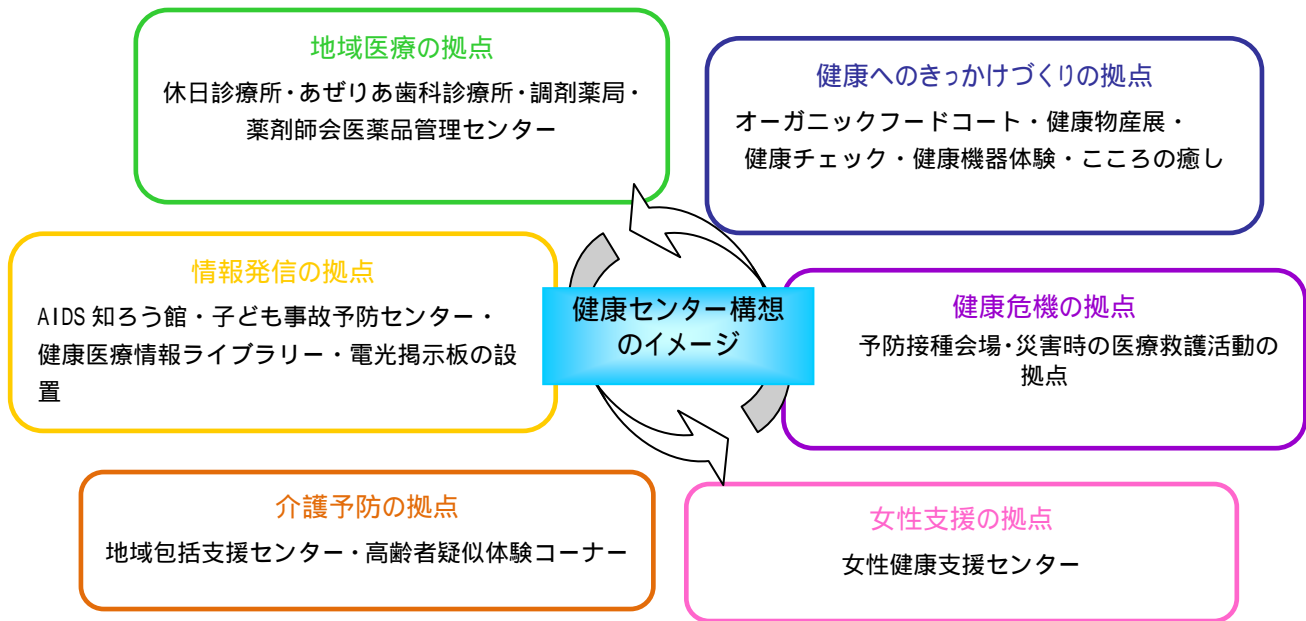 地域医療の拠点
休日診療所・あぜりあ歯科診療所・調剤薬局・
薬剤師会医薬品管理センター
健康へのきっかけづくりの拠点
オーガニックフードコート・健康物産展・
健康チェック・健康機器体験・こころの癒し
情報発信の拠点
AIDS知ろう館・子ども事故予防センター・
健康医療情報ライブラリー・電光掲示板の設
置
健康センター構想
のイメージ
健康危機の拠点
予防接種会場・災害時の医療救護活動の
拠点
介護予防の拠点
地域包括支援センター・高齢者疑似体験コーナー
女性支援の拠点
女性健康支援センター